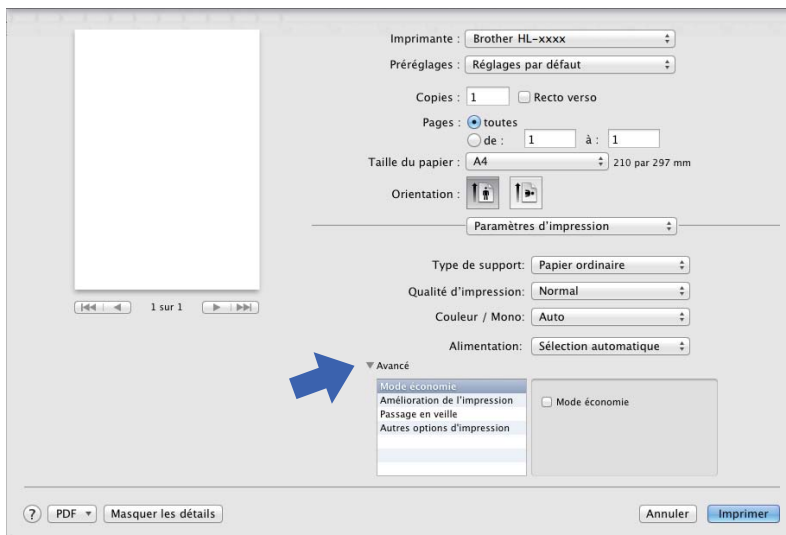 Imprimante : Brother HL-xxxx
Préréglages : Réglages par défaut
Copies : 1 Recto verso
Pages : toutes
de : 1 à : 1
Taille du papier : A4 210 par 297 mm
Orientation :
Paramètres d'impression
Type de support: Papier ordinaire
Qualité d'impression: Normal
1 sur 1
Couleur / Mono: Auto
Alimentation: Sélection automatique
Avancé
Mode économie
Amélioration de l'impression
Mode économie
Passage en veille
Autres options d'impression
? PDF Masquer les détails Annuler Imprimer